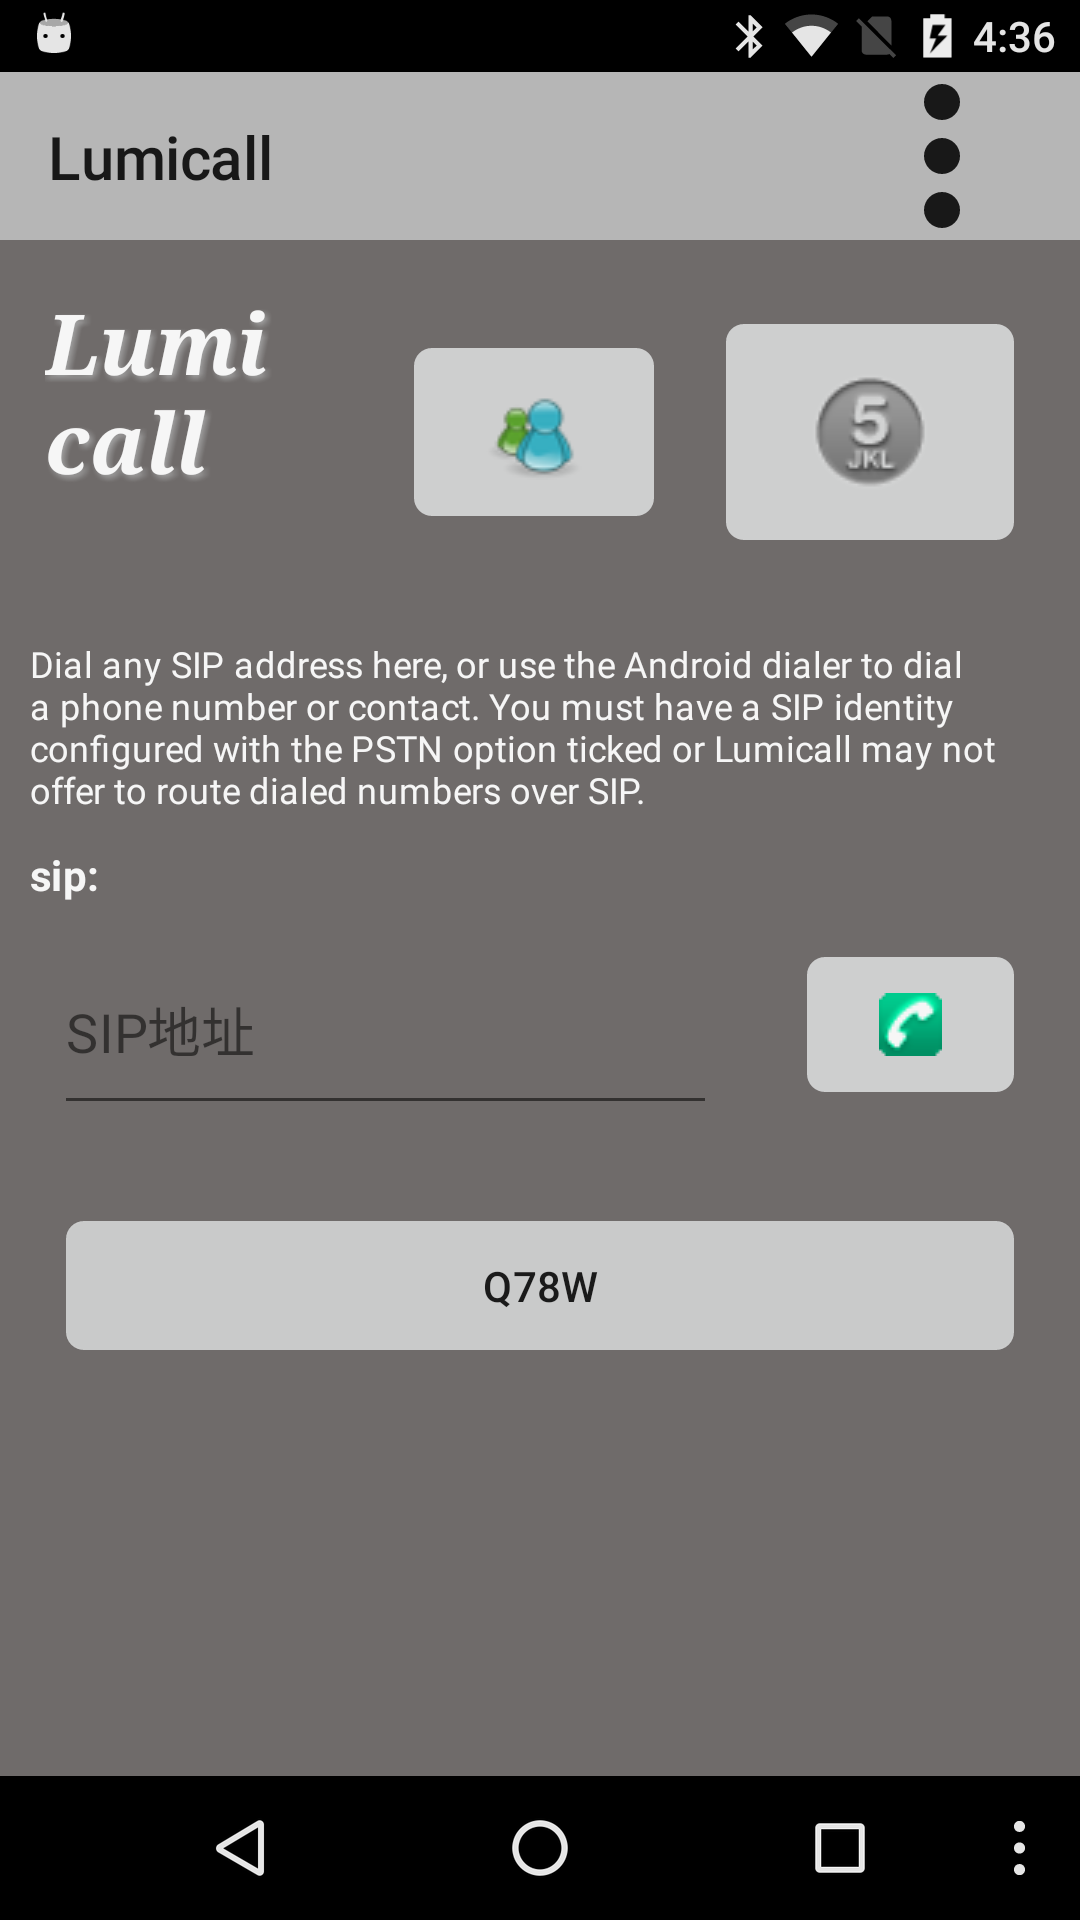 4:36
Lumicall
Lumi
call
5
JKL
Dial any SIP address here, or use the Android dialer to dial
a phone number or contact. You must have a SIP identity
configured with the PSTN option ticked or Lumicall may not
offer to route dialed numbers over SIP.
sip:
SIP地址
Q78W